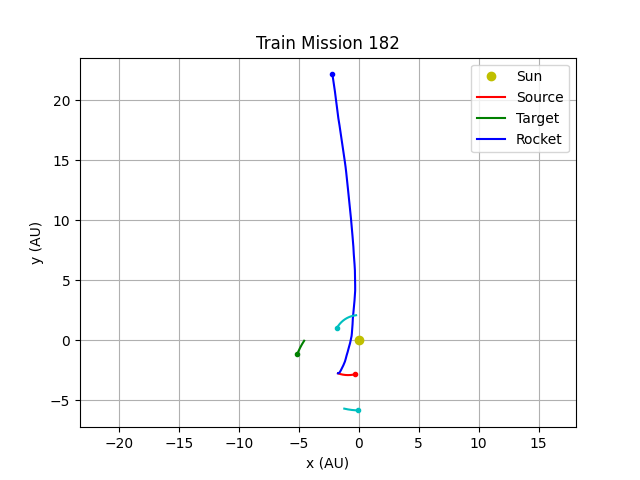 Train Mission 182
Sun
Source
Target
Rocket
y (AU)
20
15
10
5
0
−5
−20 −15 −10 −5 0 5 10 15
x (AU)